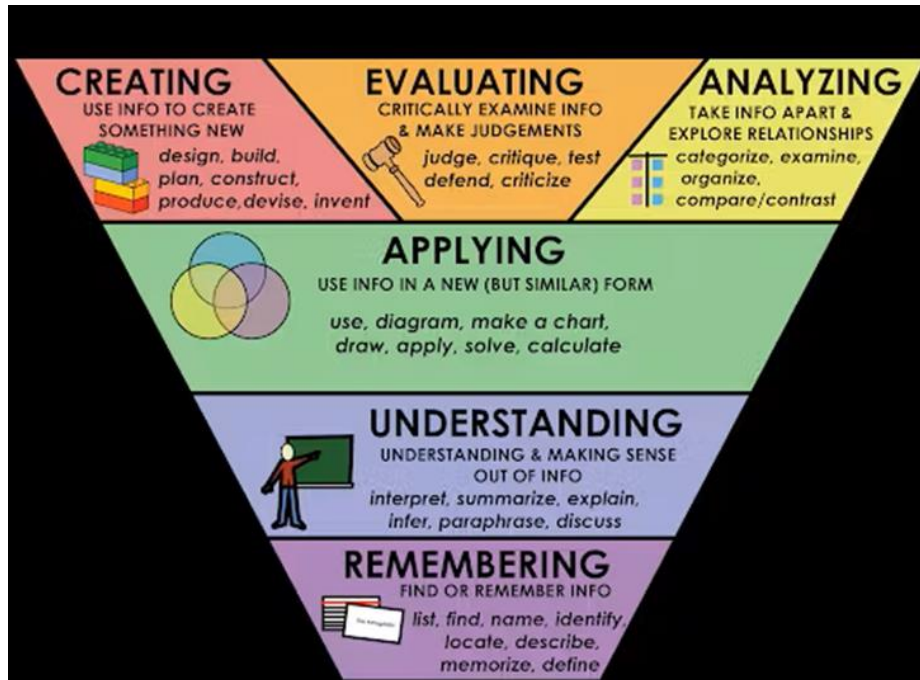 CREATING
USE INFO TO CREATE
SOMETHING NEW
design, build,
plan, construct,
produce,devise, invent
EVALUATING
CRITICALLY EXAMINE INFO
& MAKE JUDGEMENTS
judge, critique, test
defend, criticize
ANALYZING
TAKE INFO APART &
EXPLORE RELATIONSHIPS
categorize, examine,
organize,
compare/contrast
APPLYING
USE INFO IN A NEW (BUT SIMILAR) FORM
use, diagram, make a chart,
draw, apply, solve, calculate
UNDERSTANDING
UNDERSTANDING & MAKING SENSE
OUT OF INFO
interpret, summarize, explain,
infer, paraphrase, discuss
REMEMBERING
FIND OR REMEMBER INFO
list, find, name, identify,
locate, describe,
memorize, define